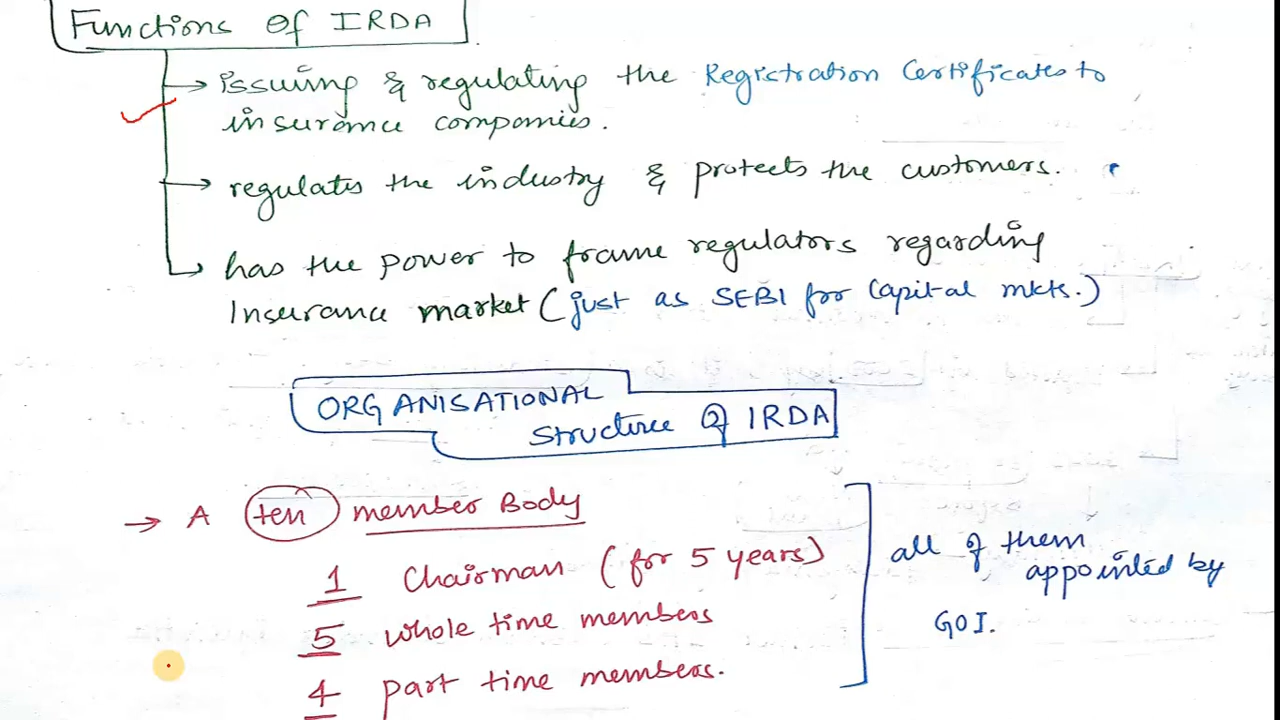 Functions of IRDA
→ issuing & regulating the Registration Certificates to
insurance companies.
→ regulates the industry & protects the customers.
→ has the power to frame regulators regarding
Insurance market (just as SEBI for Capital mkts.)
ORGANISATIONAL
Structure of IRDA
→ A ten member Body
1 Chairman (for 5 years)
5 whole time members
4 part time members.
all of them
appointed by
GOI.